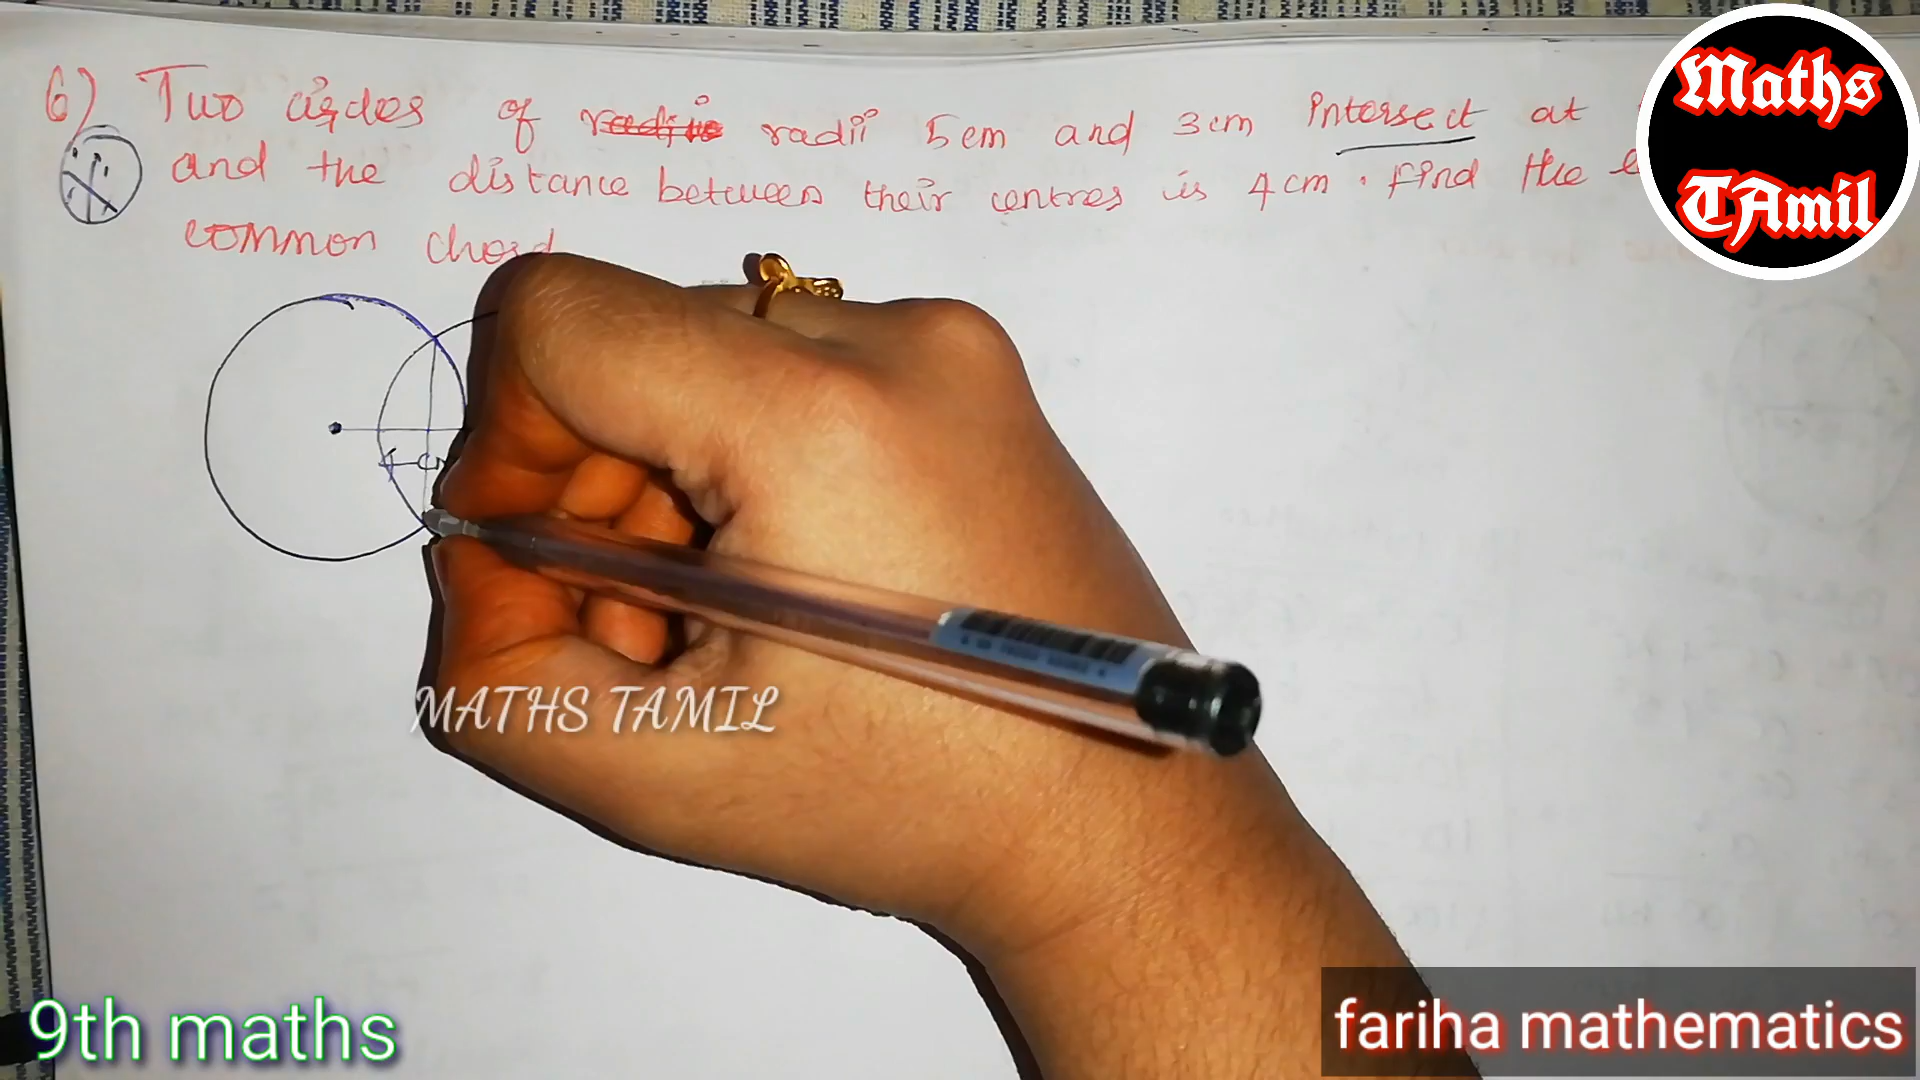 6) Two circles of radii 5cm and 3cm intersect at
and the distance between their centres is 4cm. Find the
common chord
Maths
TAmil
MATHS TAMIL
9th maths
fariha mathematics